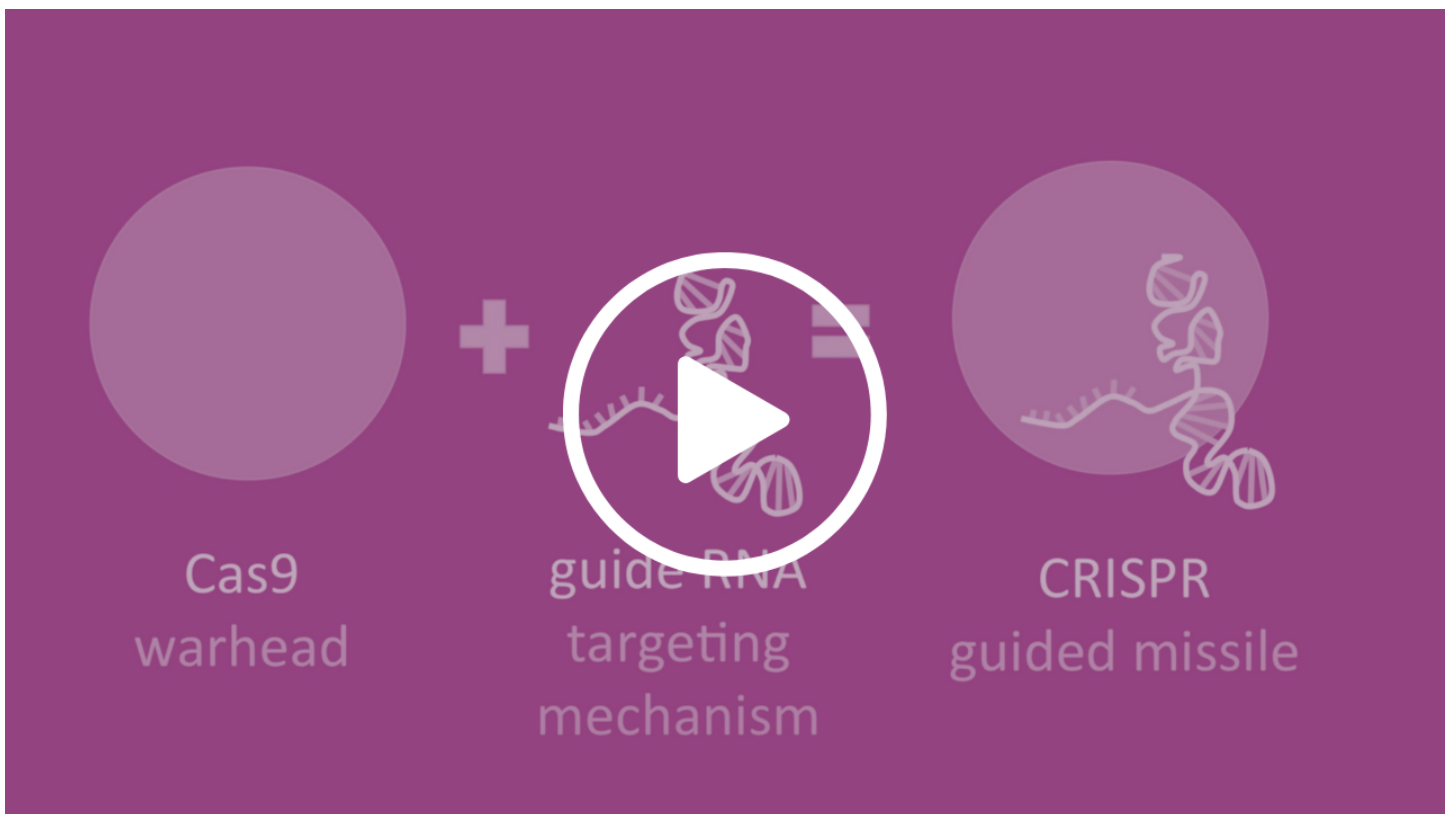 Cas9
warhead
guide RNA
targeting
mechanism
CRISPR
guided missile